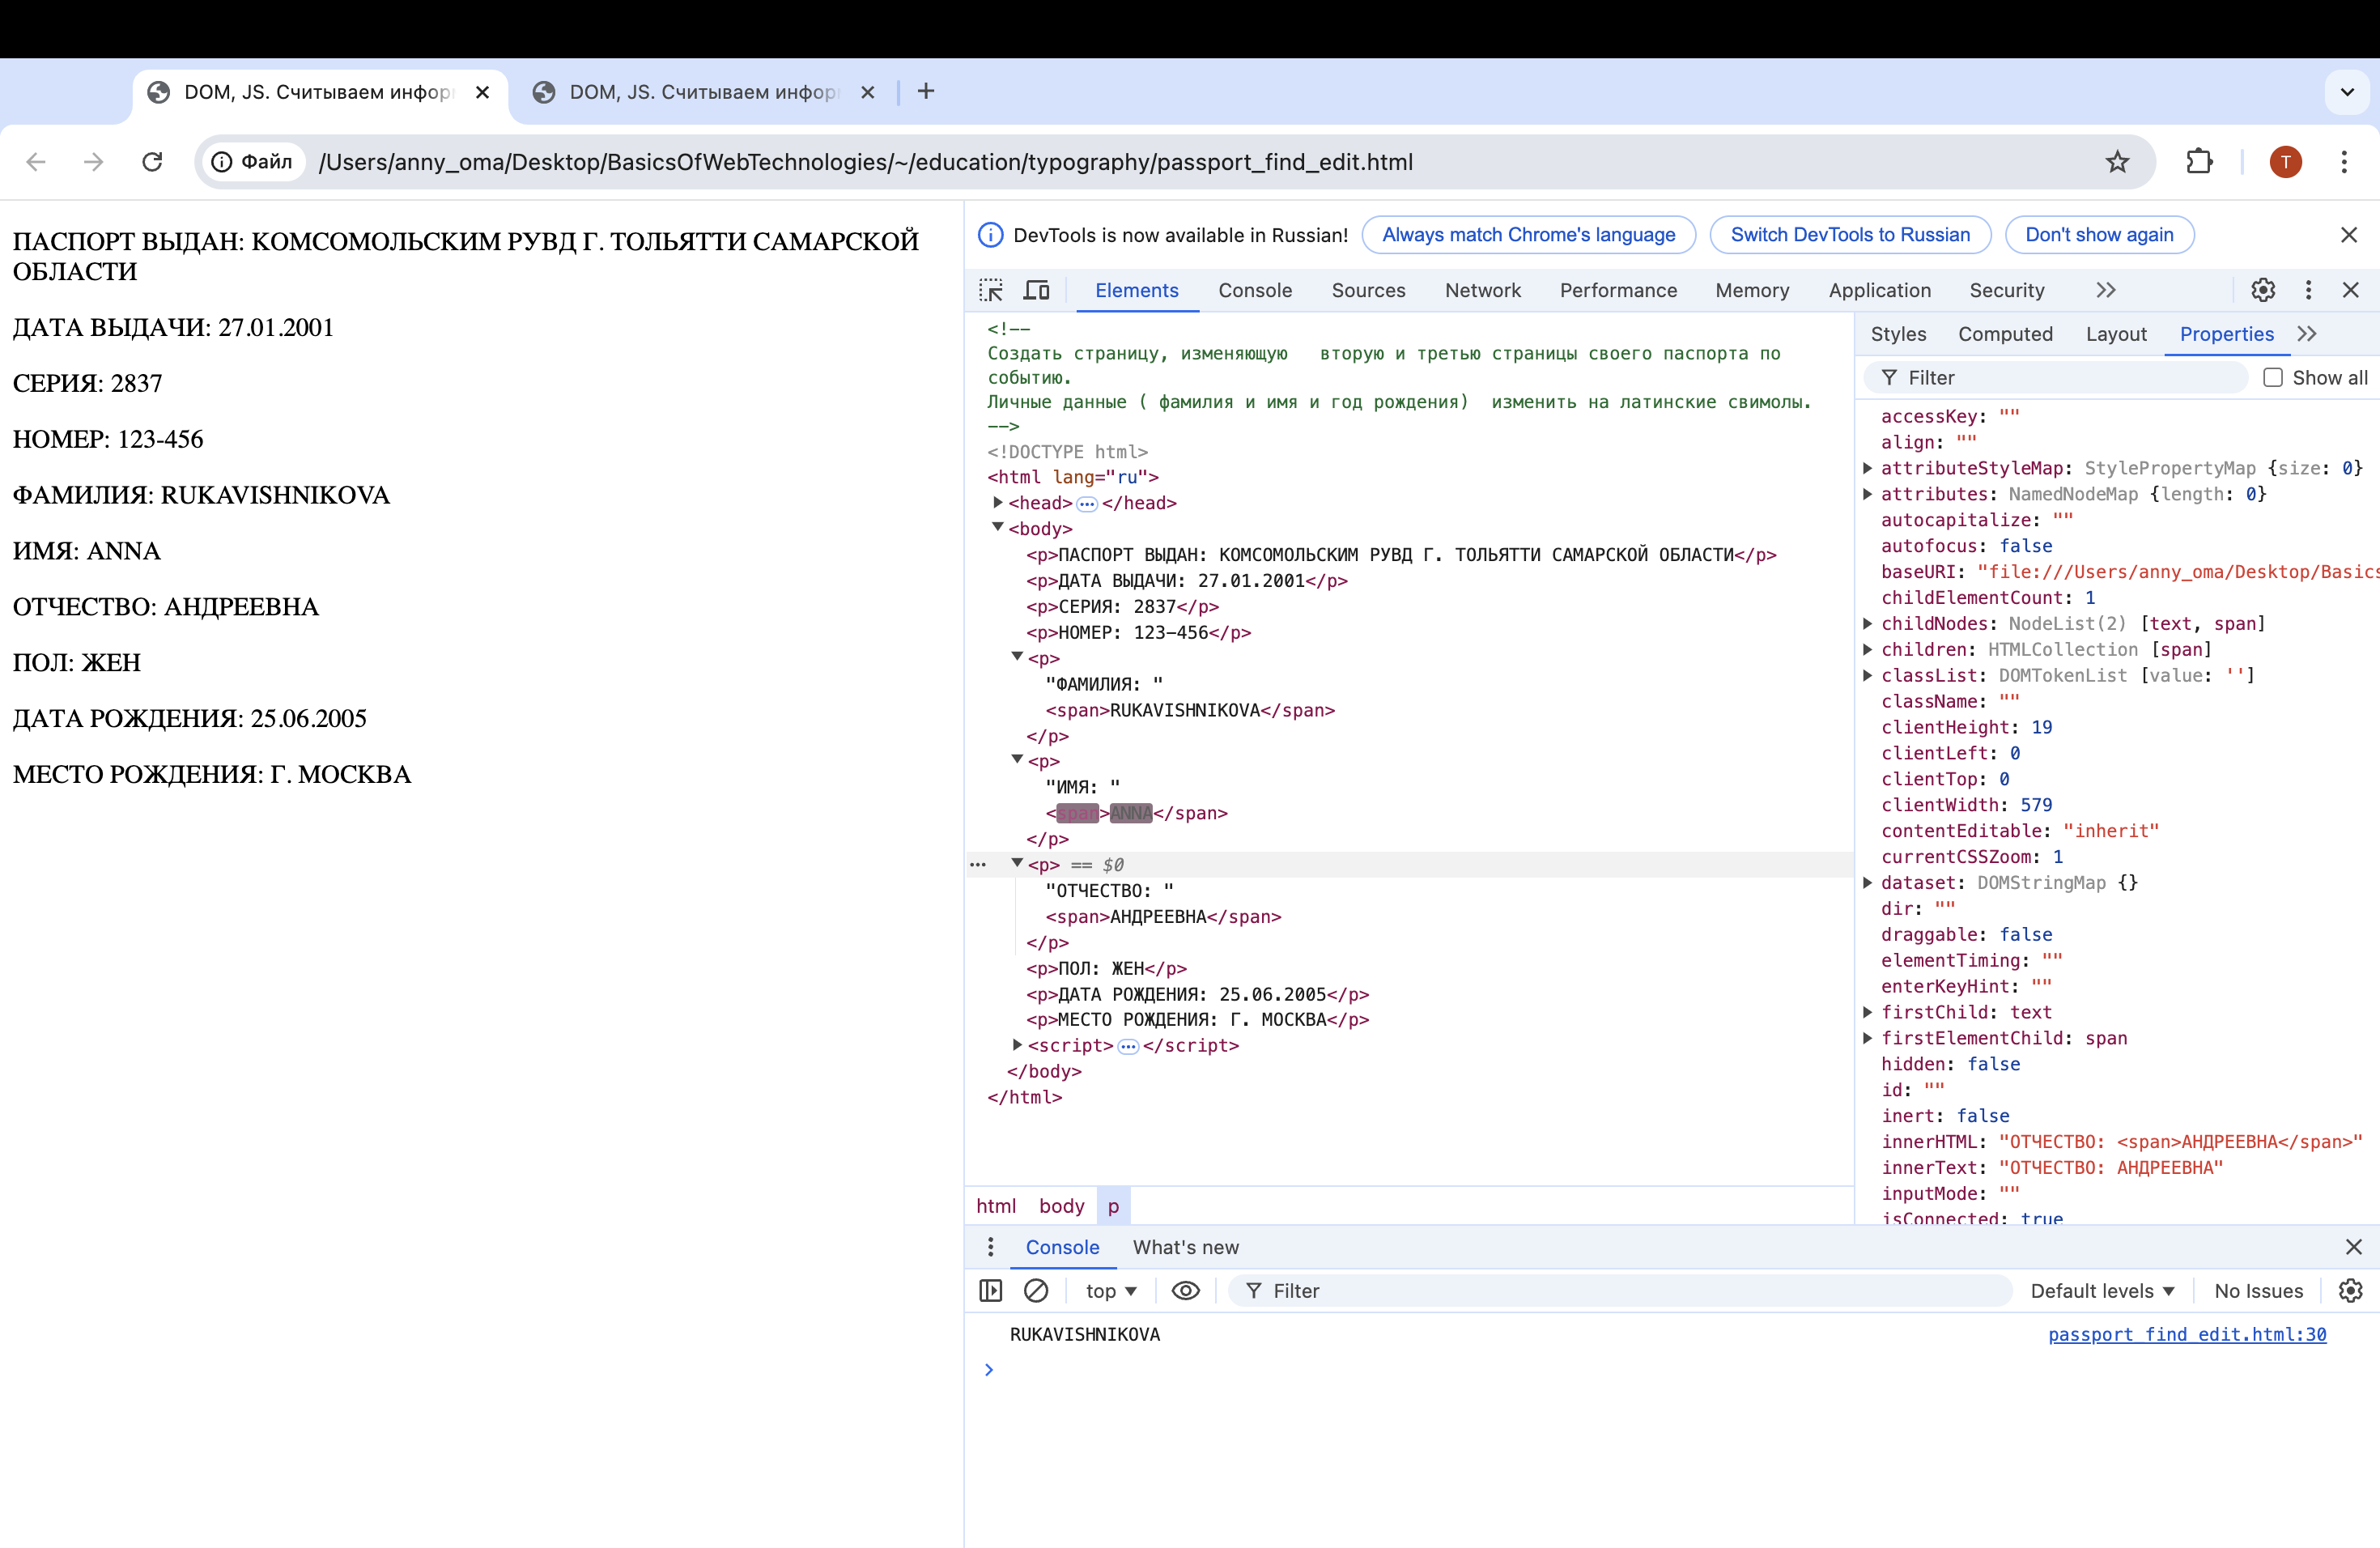 DOM, JS. Считываем инфор
DOM, JS. Считываем инфор
Файл /Users/anny_oma/Desktop/BasicsOfWebTechnologies/~/education/typography/passport_find_edit.html
T
ПАСПОРТ ВЫДАН: КОМСОМОЛЬСКИМ РУВД Г. ТОЛЬЯТТИ САМАРСКОЙ
ОБЛАСТИ
ДАТА ВЫДАЧИ: 27.01.2001
СЕРИЯ: 2837
НОМЕР: 123-456
ФАМИЛИЯ: RUKAVISHNIKOVA
ИМЯ: ANNA
ОТЧЕСТВО: АНДРЕЕВНА
ПОЛ: ЖЕН
ДАТА РОЖДЕНИЯ: 25.06.2005
МЕСТО РОЖДЕНИЯ: Г. МОСКВА
DevTools is now available in Russian! Always match Chrome's language Switch DevTools to Russian Don't show again
Elements Console Sources Network Performance Memory Application Security
<!--
Создать страницу, изменяющую вторую и третью страницы своего паспорта по
событию.
Личные данные ( фамилия и имя и год рождения) изменить на латинские свимолы.
-->
<!DOCTYPE html>
<html lang="ru">
<head>…</head>
<body>
<p>ПАСПОРТ ВЫДАН: КОМСОМОЛЬСКИМ РУВД Г. ТОЛЬЯТТИ САМАРСКОЙ ОБЛАСТИ</p>
<p>ДАТА ВЫДАЧИ: 27.01.2001</p>
<p>СЕРИЯ: 2837</p>
<p>НОМЕР: 123-456</p>
<p>
"ФАМИЛИЯ: "
<span>RUKAVISHNIKOVA</span>
</p>
<p>
"ИМЯ: "
<span>ANNA</span>
</p>
<p> == $0
"ОТЧЕСТВО: "
<span>АНДРЕЕВНА</span>
</p>
<p>ПОЛ: ЖЕН</p>
<p>ДАТА РОЖДЕНИЯ: 25.06.2005</p>
<p>МЕСТО РОЖДЕНИЯ: Г. МОСКВА</p>
<script>…</script>
</body>
</html>
html body p
Styles Computed Layout Properties
Filter Show all
accessKey: ""
align: ""
attributeStyleMap: StylePropertyMap {size: 0}
attributes: NamedNodeMap {length: 0}
autocapitalize: ""
autofocus: false
baseURI: "file:///Users/anny_oma/Desktop/Basics
childElementCount: 1
childNodes: NodeList(2) [text, span]
children: HTMLCollection [span]
classList: DOMTokenList [value: '']
className: ""
clientHeight: 19
clientLeft: 0
clientTop: 0
clientWidth: 579
contentEditable: "inherit"
currentCSSZoom: 1
dataset: DOMStringMap {}
dir: ""
draggable: false
elementTiming: ""
enterKeyHint: ""
firstChild: text
firstElementChild: span
hidden: false
id: ""
inert: false
innerHTML: "ОТЧЕСТВО: <span>АНДРЕЕВНА</span>"
innerText: "ОТЧЕСТВО: АНДРЕЕВНА"
inputMode: ""
isConnected: true
Console What's new
top Filter Default levels No Issues
RUKAVISHNIKOVA passport_find_edit.html:30